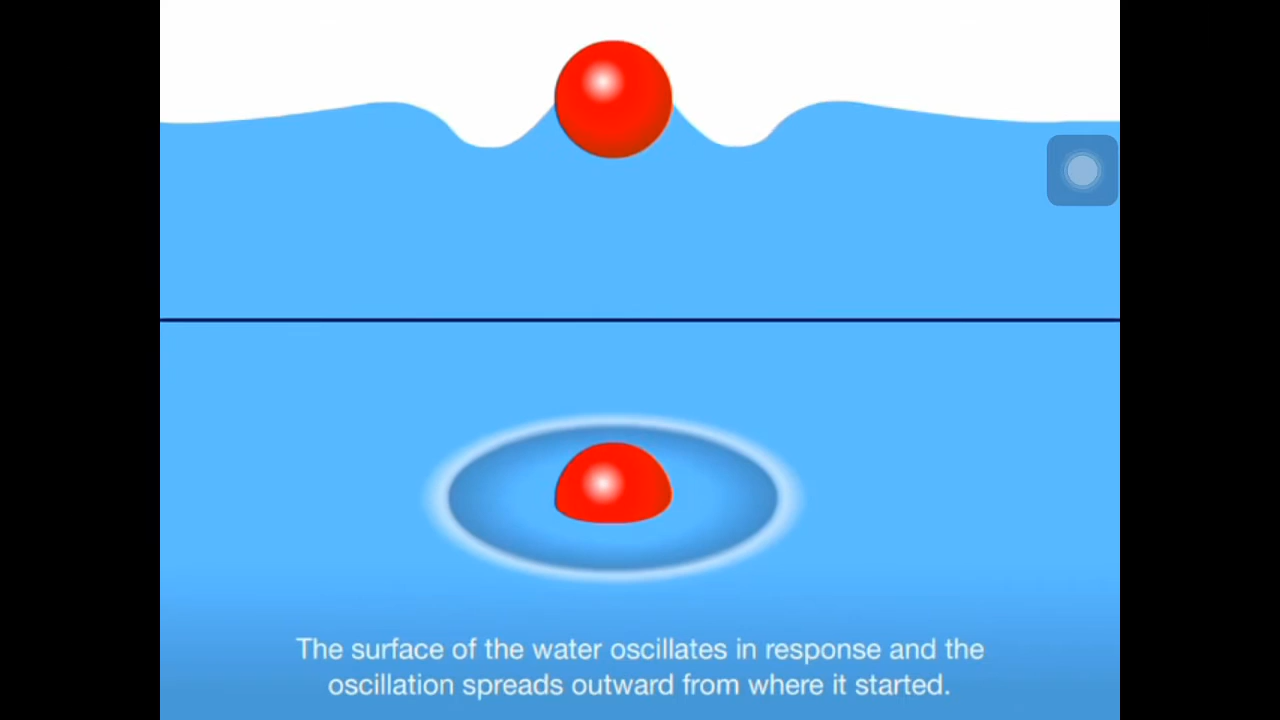 The surface of the water oscillates in response and the
oscillation spreads outward from where it started.